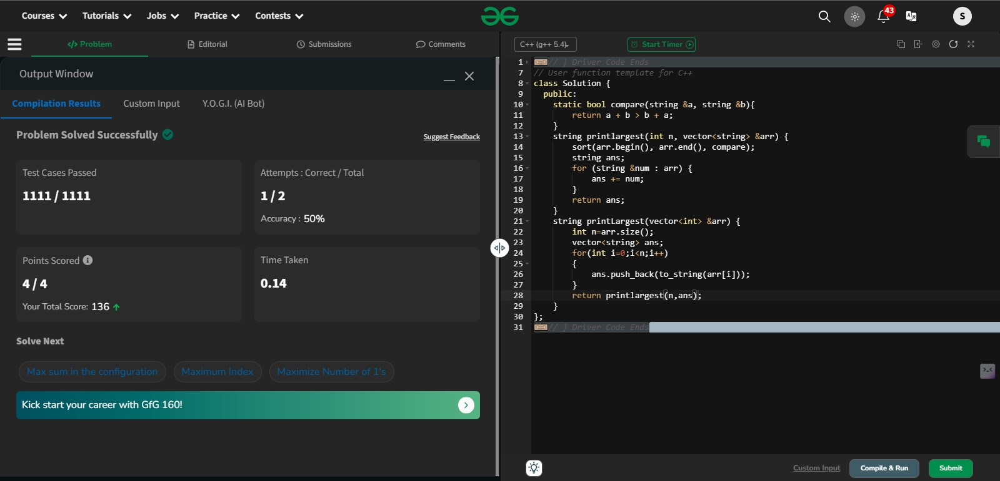 Courses Tutorials Jobs Practice Contests 43 S
Problem Editorial Submissions Comments
Output Window
Compilation Results Custom Input Y.O.G.I. (AI Bot)
Problem Solved Successfully Suggest Feedback
Test Cases Passed
1111 / 1111
Attempts : Correct / Total
1 / 2
Accuracy : 50%
Points Scored
4 / 4
Your Total Score: 136
Time Taken
0.14
Solve Next
Max sum in the configuration Maximum Index Maximize Number of 1's
Kick start your career with GfG 160!
C++ (g++ 5.4) Start Timer
1 // } Driver Code Ends
7 // User function template for C++
8 class Solution {
9 public:
10 static bool compare(string &a, string &b){
11 return a + b > b + a;
12 }
13 string printlargest(int n, vector<string> &arr) {
14 sort(arr.begin(), arr.end(), compare);
15 string ans;
16 for (string &num : arr) {
17 ans += num;
18 }
19 return ans;
20 }
21 string printLargest(vector<int> &arr) {
22 int n=arr.size();
23 vector<string> ans;
24 for(int i=0;i<n;i++)
25 {
26 ans.push_back(to_string(arr[i]));
27 }
28 return printlargest(n,ans);
29 }
30 };
31 // } Driver Code Ends
Custom Input Compile & Run Submit